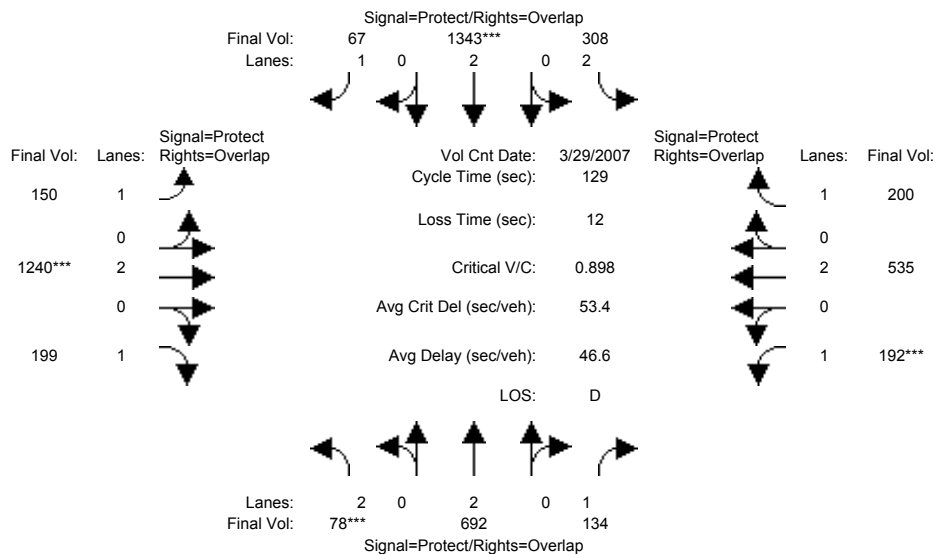 Signal=Protect/Rights=Overlap
Final Vol: 67 1343*** 308
Lanes: 1 0 2 0 2
Signal=Protect
Final Vol: Lanes: Rights=Overlap
Vol Cnt Date: 3/29/2007
Signal=Protect
Rights=Overlap Lanes: Final Vol:
Cycle Time (sec): 129
150 1
1 200
Loss Time (sec): 12
0
0
1240*** 2
Critical V/C: 0.898
2 535
0
Avg Crit Del (sec/veh): 53.4
0
199 1
Avg Delay (sec/veh): 46.6
1 192***
LOS: D
Lanes: 2 0 2 0 1
Final Vol: 78*** 692 134
Signal=Protect/Rights=Overlap